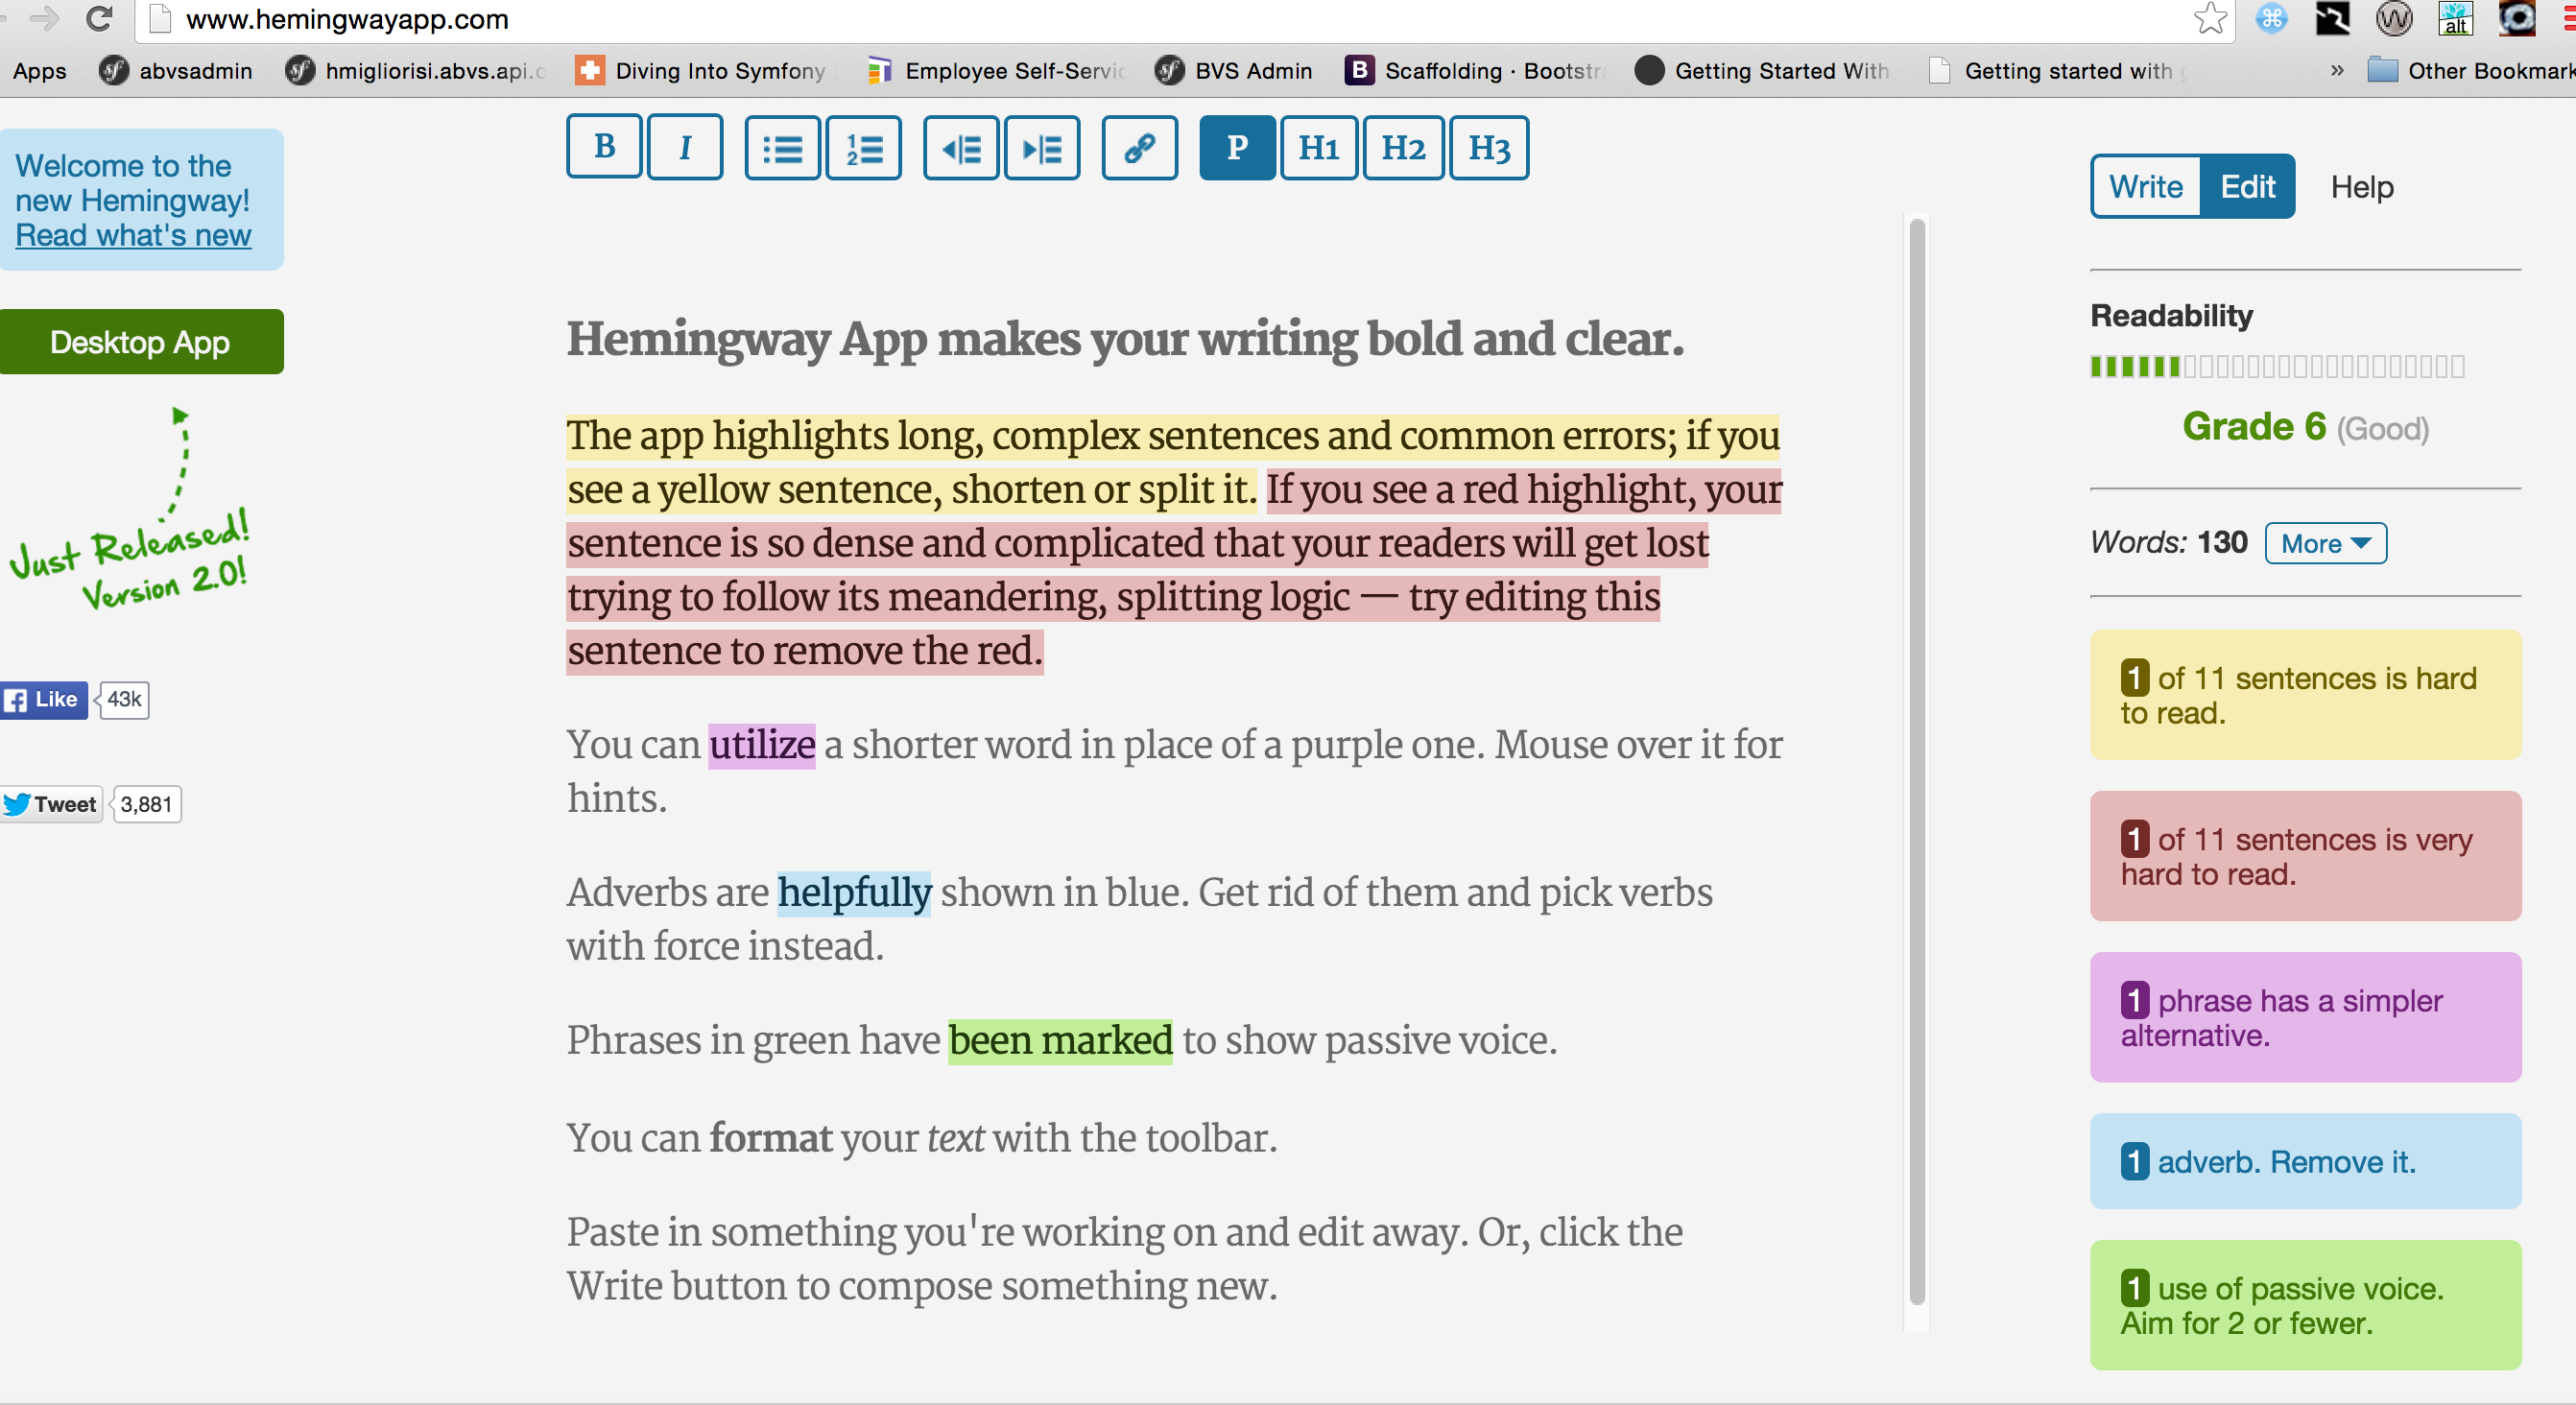 www.hemingwayapp.com
alt
Apps abvsadmin hmigliorisi.abvs.api. Diving Into Symfony Employee Self-Servic BVS Admin B Scaffolding · Bootstr Getting Started With Getting started with » Other Bookmark
B I P H1 H2 H3
Welcome to the
new Hemingway!
Read what's new
Desktop App
Just Released!
Version 2.0!
Like 43k
Tweet 3,881
Hemingway App makes your writing bold and clear.
The app highlights long, complex sentences and common errors; if you
see a yellow sentence, shorten or split it. If you see a red highlight, your
sentence is so dense and complicated that your readers will get lost
trying to follow its meandering, splitting logic — try editing this
sentence to remove the red.
You can utilize a shorter word in place of a purple one. Mouse over it for
hints.
Adverbs are helpfully shown in blue. Get rid of them and pick verbs
with force instead.
Phrases in green have been marked to show passive voice.
You can format your text with the toolbar.
Paste in something you're working on and edit away. Or, click the
Write button to compose something new.
Write Edit Help
Readability
Grade 6 (Good)
Words: 130 More
1 of 11 sentences is hard
to read.
1 of 11 sentences is very
hard to read.
1 phrase has a simpler
alternative.
1 adverb. Remove it.
1 use of passive voice.
Aim for 2 or fewer.